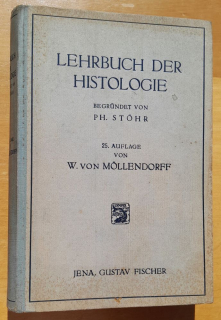 LEHRBUCH DER
HISTOLOGIE
BEGRÜNDET VON
PH. STÖHR
25. AUFLAGE
VON
W. VON MÖLLENDORFF
JENA, GUSTAV FISCHER